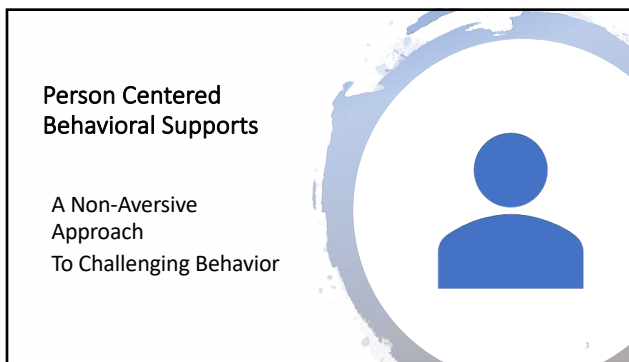 Person Centered
Behavioral Supports
A Non-Aversive
Approach
To Challenging Behavior
3